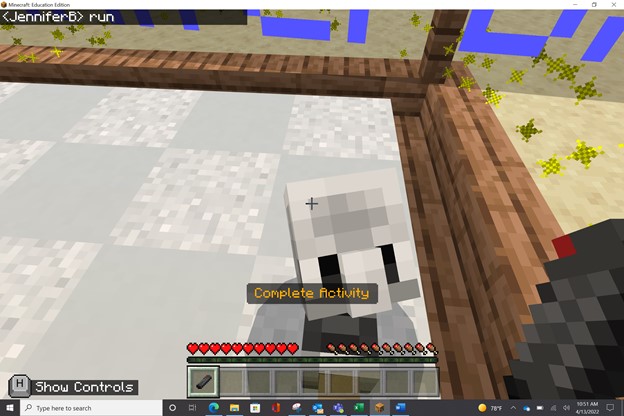 Minecraft: Education Edition
<JenniferB> run
Complete Activity
H Show Controls
Type here to search
78°F
10:51 AM
4/13/2022